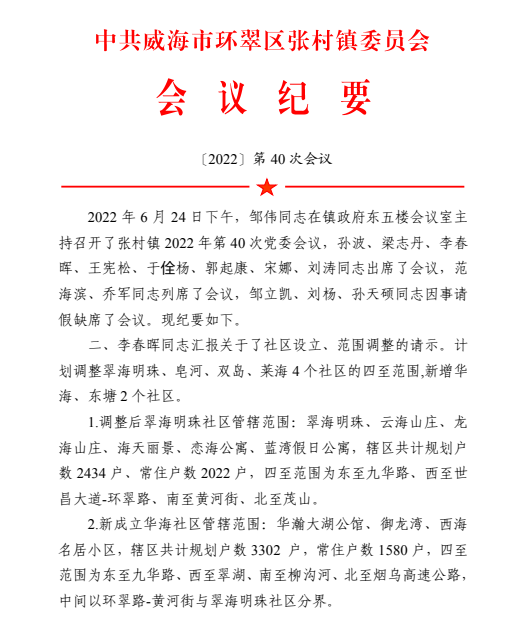 中共威海市环翠区张村镇委员会
会议纪要
〔2022〕第 40 次会议
2022 年 6 月 24 日下午，邹伟同志在镇政府东五楼会议室主
持召开了张村镇 2022 年第 40 次党委会议，孙波、梁志丹、李春
晖、王宪松、于佺杨、郭起康、宋娜、刘涛同志出席了会议，范
海滨、乔军同志列席了会议，邹立凯、刘杨、孙天硕同志因事请
假缺席了会议。现纪要如下。
二、李春晖同志汇报关于了社区设立、范围调整的请示。计
划调整翠海明珠、皂河、双岛、莱海 4 个社区的四至范围,新增华
海、东塘 2 个社区。
1.调整后翠海明珠社区管辖范围：翠海明珠、云海山庄、龙
海山庄、海天丽景、恋海公寓、蓝湾假日公寓，辖区共计规划户
数 2434 户、常住户数 2022 户，四至范围为东至九华路、西至世
昌大道-环翠路、南至黄河街、北至茂山。
2.新成立华海社区管辖范围：华瀚大湖公馆、御龙湾、西海
名居小区，辖区共计规划户数 3302 户，常住户数 1580 户，四至
范围为东至九华路、西至翠湖、南至柳沟河、北至烟乌高速公路，
中间以环翠路-黄河街与翠海明珠社区分界。